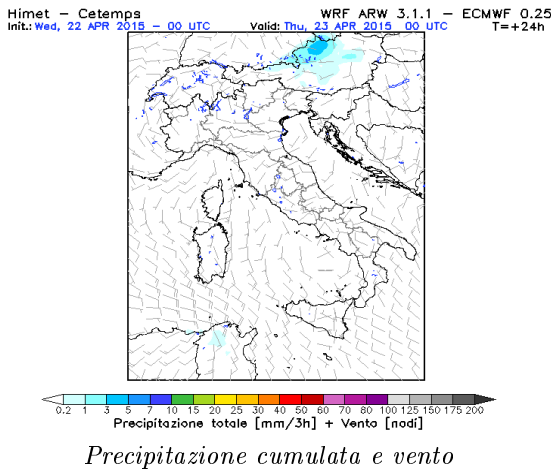 Himet – Cetemps WRF ARW 3.1.1 – ECMWF 0.25
Init.: Wed, 22 APR 2015 – 00 UTC Valid: Thu, 23 APR 2015 00 UTC T=+24h
0.2 1 3 5 7 10 15 20 25 30 40 50 60 70 80 100 125 150 175 200
Precipitazione totale [mm/3h] + Vento [nodi]
Precipitazione cumulata e vento